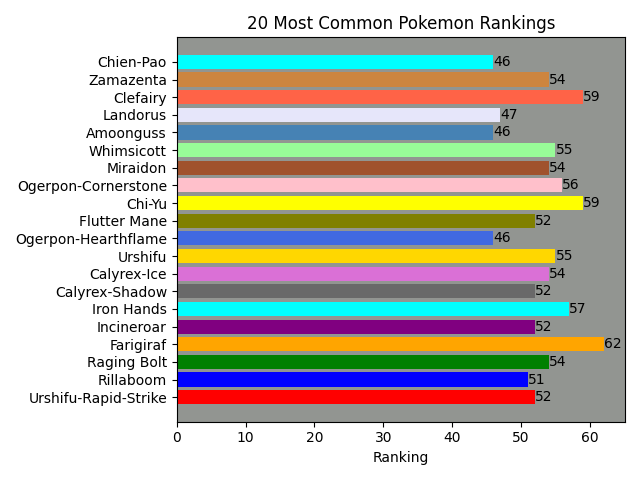 20 Most Common Pokemon Rankings
Chien-Pao 46
Zamazenta 54
Clefairy 59
Landorus 47
Amoonguss 46
Whimsicott 55
Miraidon 54
Ogerpon-Cornerstone 56
Chi-Yu 59
Flutter Mane 52
Ogerpon-Hearthflame 46
Urshifu 55
Calyrex-Ice 54
Calyrex-Shadow 52
Iron Hands 57
Incineroar 52
Farigiraf 62
Raging Bolt 54
Rillaboom 51
Urshifu-Rapid-Strike 52
0 10 20 30 40 50 60
Ranking